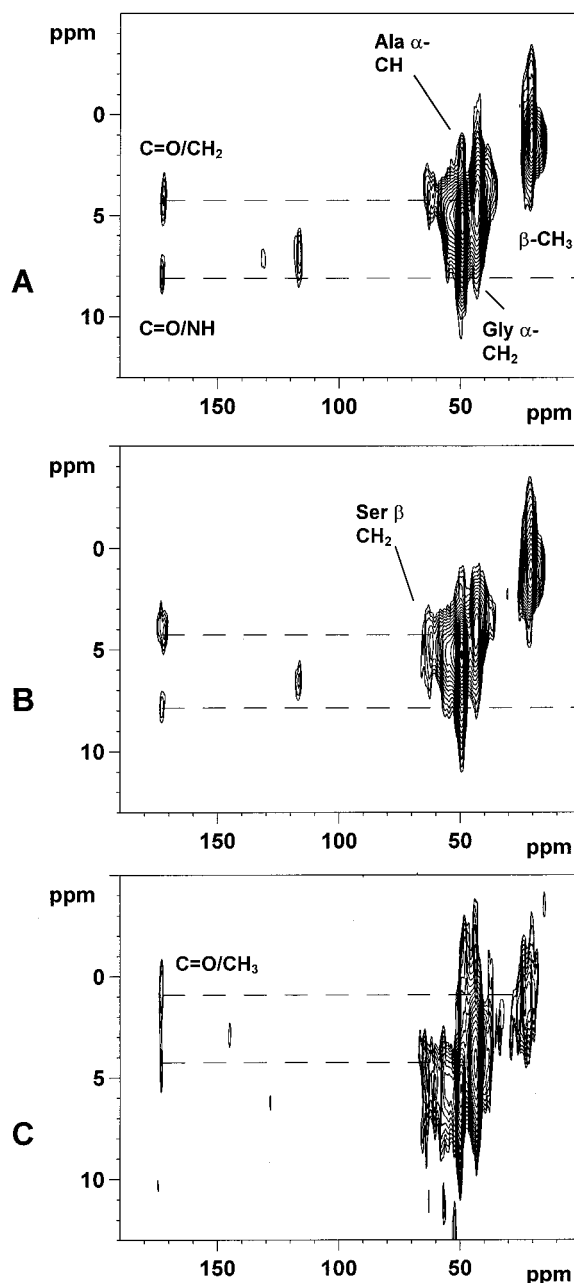 ppm
Ala α-
CH
0
C=O/CH₂
5
β-CH₃
A
C=O/NH
Gly α-
CH₂
10
150 100 50 ppm
ppm
Ser β
CH₂
0
5
B
10
150 100 50 ppm
ppm
C=O/CH₃
0
5
C
10
150 100 50 ppm